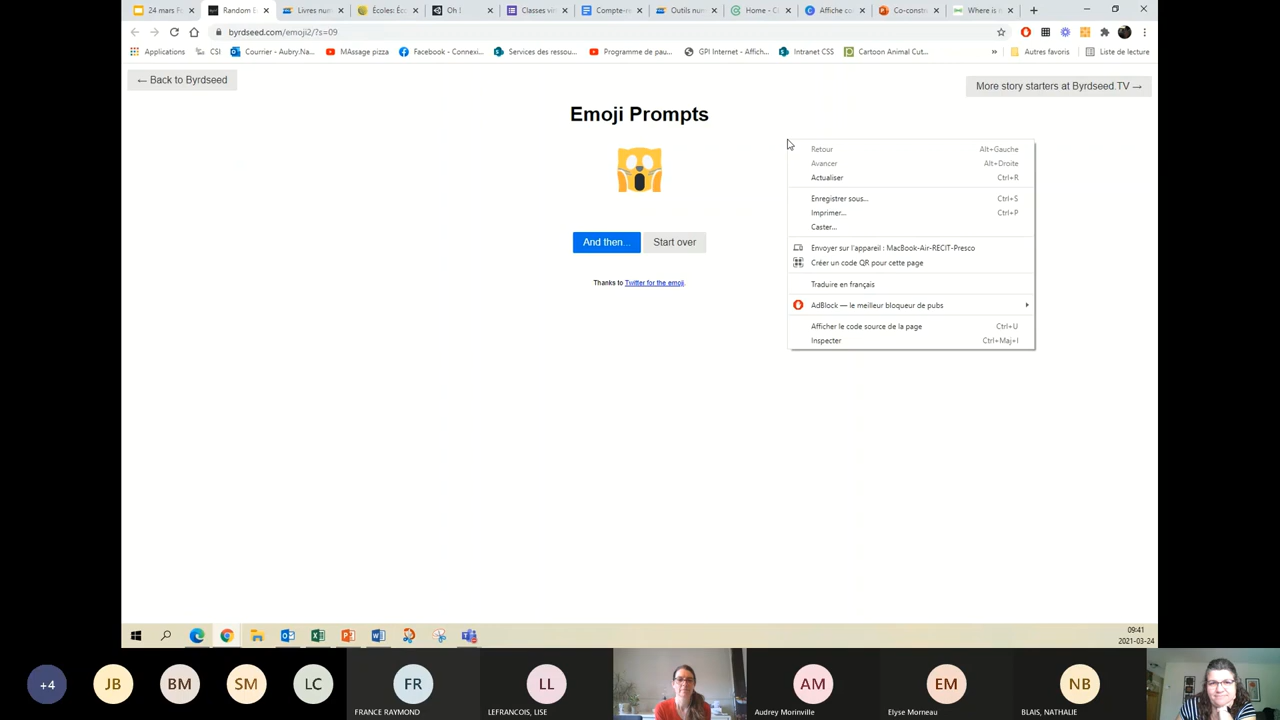 24 mars Fr
Random E
Livres num
Écoles: Écc
Oh !
Classes vir
Compte-re
Outils num
Home - C
Affiche co
Co-constr
Where is t
byrdseed.com/emoji2/?s=09
Applications
CSI
Courrier - Aubry.Na...
MAssage pizza
Facebook - Connexi...
Services des ressou...
Programme de pau...
GPI Internet - Affich...
Intranet CSS
Cartoon Animal Cut...
»
Autres favoris
Liste de lecture
← Back to Byrdseed
More story starters at Byrdseed.TV →
Emoji Prompts
Retour Alt+Gauche
Avancer Alt+Droite
Actualiser Ctrl+R
Enregistrer sous... Ctrl+S
Imprimer... Ctrl+P
Caster...
Envoyer sur l'appareil : MacBook-Air-RECIT-Presco
Créer un code QR pour cette page
Traduire en français
AdBlock — le meilleur bloqueur de pubs
Afficher le code source de la page Ctrl+U
Inspecter Ctrl+Maj+I
And then...
Start over
Thanks to Twitter for the emoji.
09:41
2021-03-24
+4
JB
BM
SM
LC
FR
FRANCE RAYMOND
LL
LEFRANCOIS, LISE
AM
Audrey Morinville
EM
Elyse Morneau
NB
BLAIS, NATHALIE